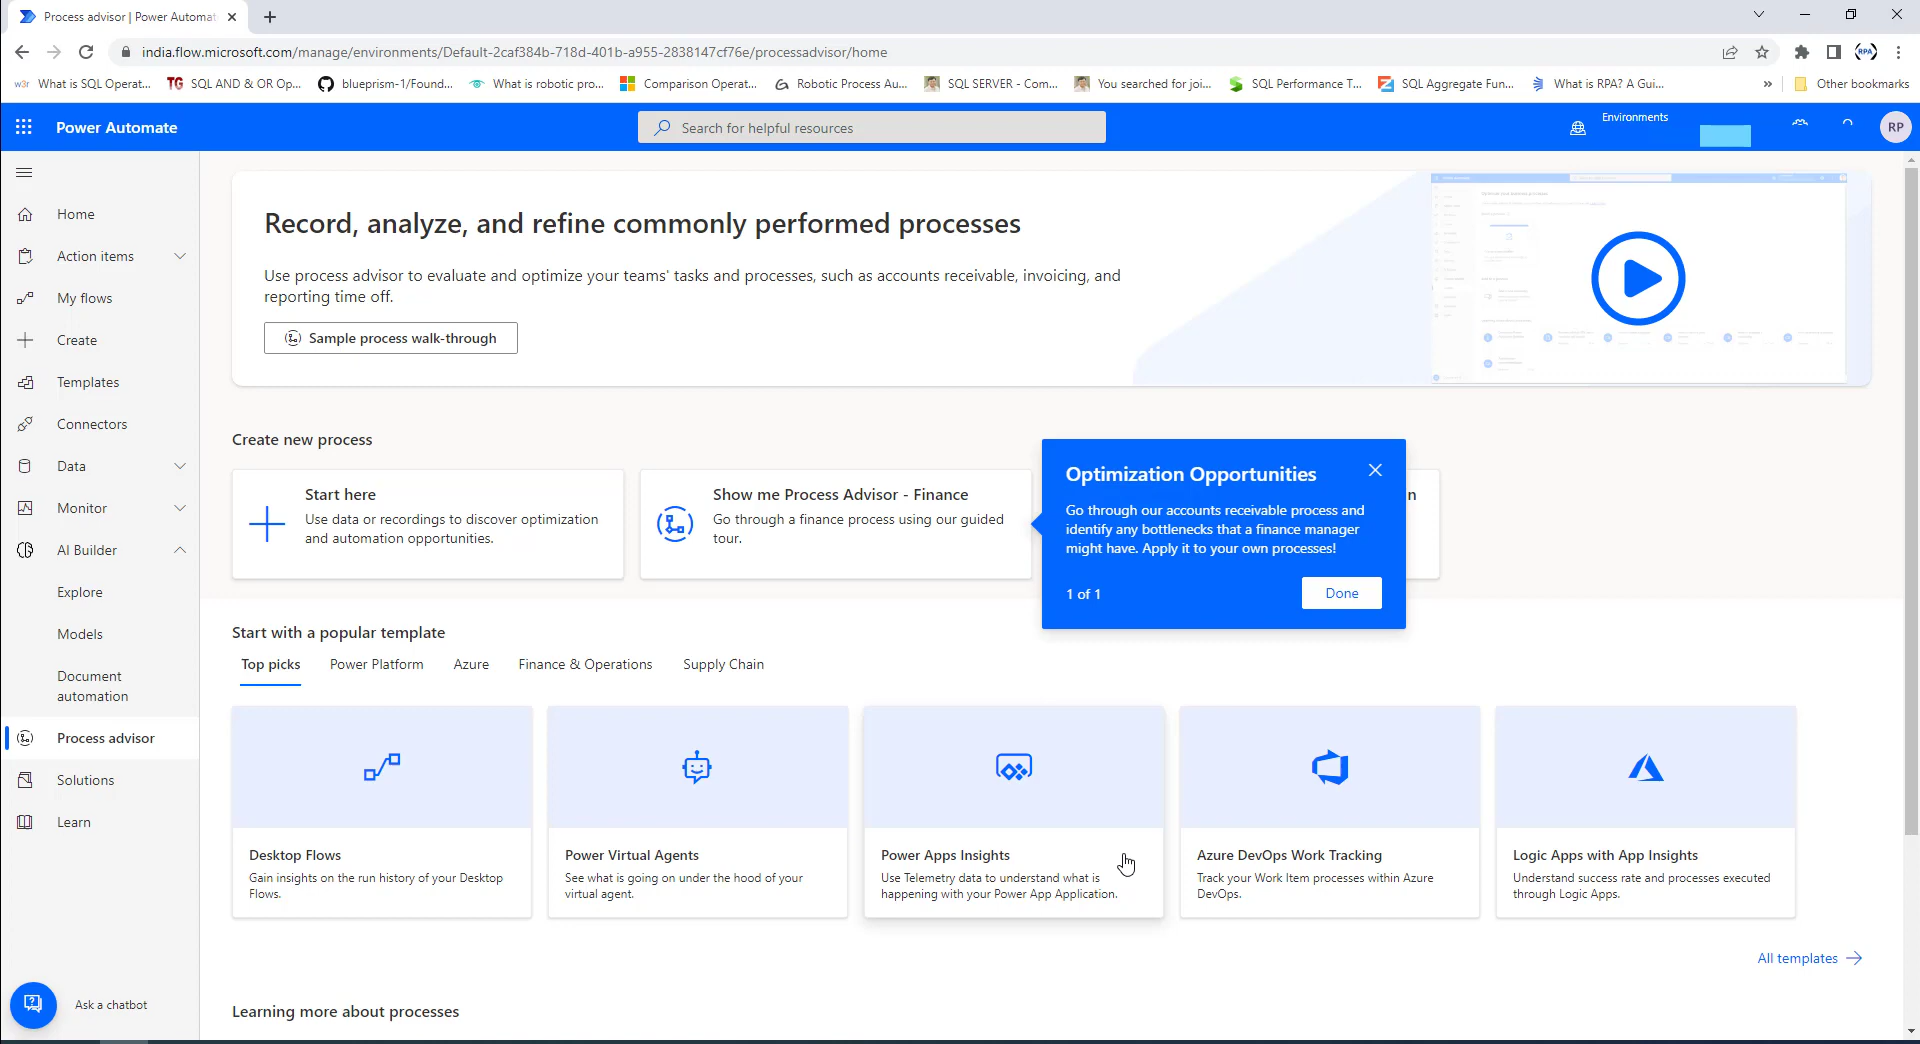 Process advisor | Power Automat
india.flow.microsoft.com/manage/environments/Default-2caf384b-718d-401b-a955-2838147cf76e/processadvisor/home
(RPA)
w3r What is SQL Operat...
TG SQL AND & OR Op...
blueprism-1/Found...
What is robotic pro...
Comparison Operat...
Robotic Process Au...
SQL SERVER - Com...
You searched for joi...
SQL Performance T...
SQL Aggregate Fun...
What is RPA? A Gui...
»
Other bookmarks
Power Automate
Search for helpful resources
Environments
RP
Home
Action items
My flows
Create
Templates
Connectors
Data
Monitor
AI Builder
Explore
Models
Document
automation
Process advisor
Solutions
Learn
Ask a chatbot
Record, analyze, and refine commonly performed processes
Use process advisor to evaluate and optimize your teams' tasks and processes, such as accounts receivable, invoicing, and
reporting time off.
Sample process walk-through
Create new process
Start here
Use data or recordings to discover optimization
and automation opportunities.
Show me Process Advisor - Finance
Go through a finance process using our guided
tour.
n
Optimization Opportunities
Go through our accounts receivable process and
identify any bottlenecks that a finance manager
might have. Apply it to your own processes!
1 of 1
Done
Start with a popular template
Top picks
Power Platform
Azure
Finance & Operations
Supply Chain
Desktop Flows
Gain insights on the run history of your Desktop
Flows.
Power Virtual Agents
See what is going on under the hood of your
virtual agent.
Power Apps Insights
Use Telemetry data to understand what is
happening with your Power App Application.
Azure DevOps Work Tracking
Track your Work Item processes within Azure
DevOps.
Logic Apps with App Insights
Understand success rate and processes executed
through Logic Apps.
All templates
Learning more about processes